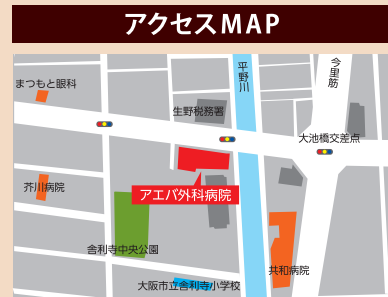 アクセスMAP
まつもと眼科
生野税務署
平野川
今里筋
大池橋交差点
芥川病院
アエバ外科病院
舎利寺中央公園
共和病院
大阪市立舎利寺小学校